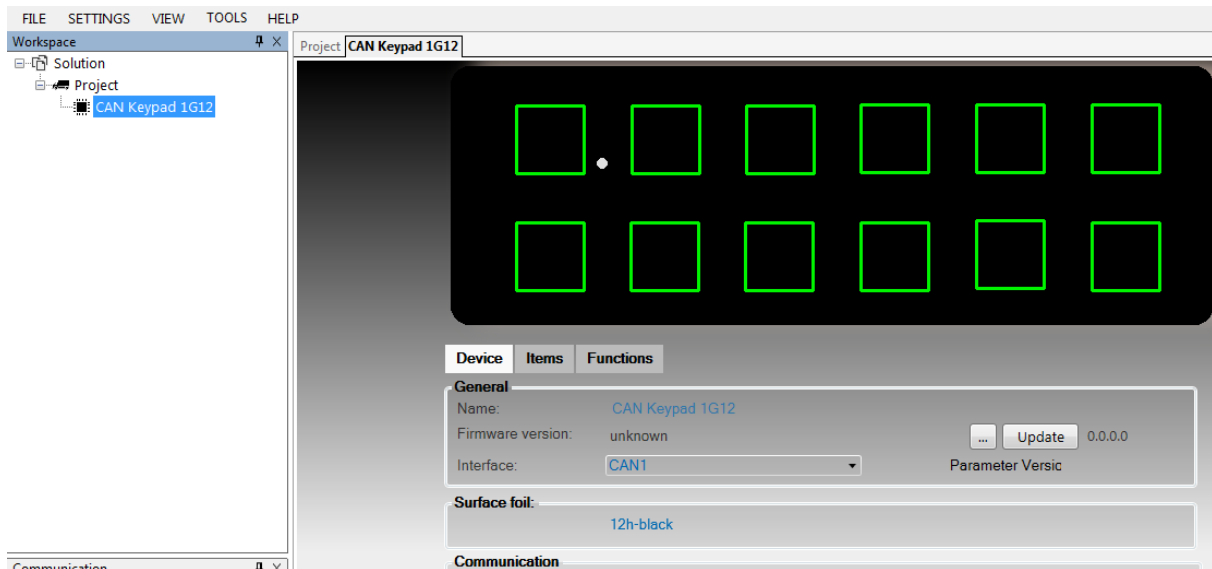 FILE SETTINGS VIEW TOOLS HELP
Workspace
Project CAN Keypad 1G12
Solution
Project
CAN Keypad 1G12
Device Items Functions
General
Name: CAN Keypad 1G12
Firmware version: unknown ... Update 0.0.0.0
Interface: CAN1 Parameter Versic
Surface foil:
12h-black
Communication
Communication